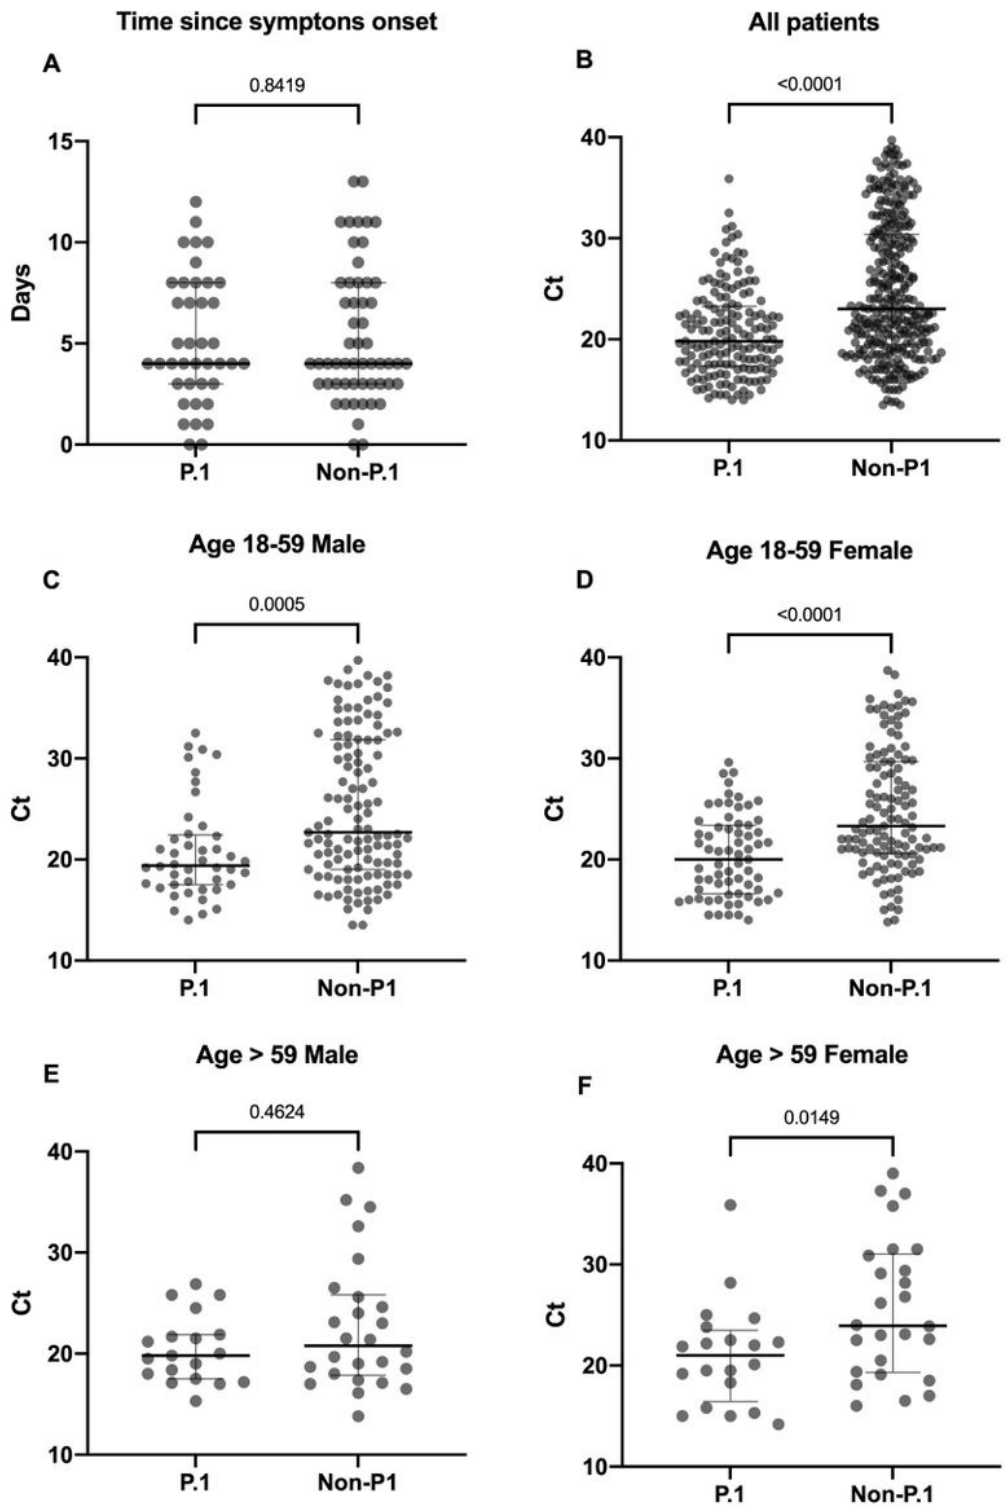 Time since symptons onset
A
0.8419
15
10
5
0
Days
P.1
Non-P.1
All patients
B
<0.0001
40
30
20
10
Ct
P.1
Non-P1
Age 18-59 Male
C
0.0005
40
30
20
10
Ct
P.1
Non-P1
Age 18-59 Female
D
<0.0001
40
30
20
10
Ct
P.1
Non-P.1
Age > 59 Male
E
0.4624
40
30
20
10
Ct
P.1
Non-P1
Age > 59 Female
F
0.0149
40
30
20
10
Ct
P.1
Non-P.1